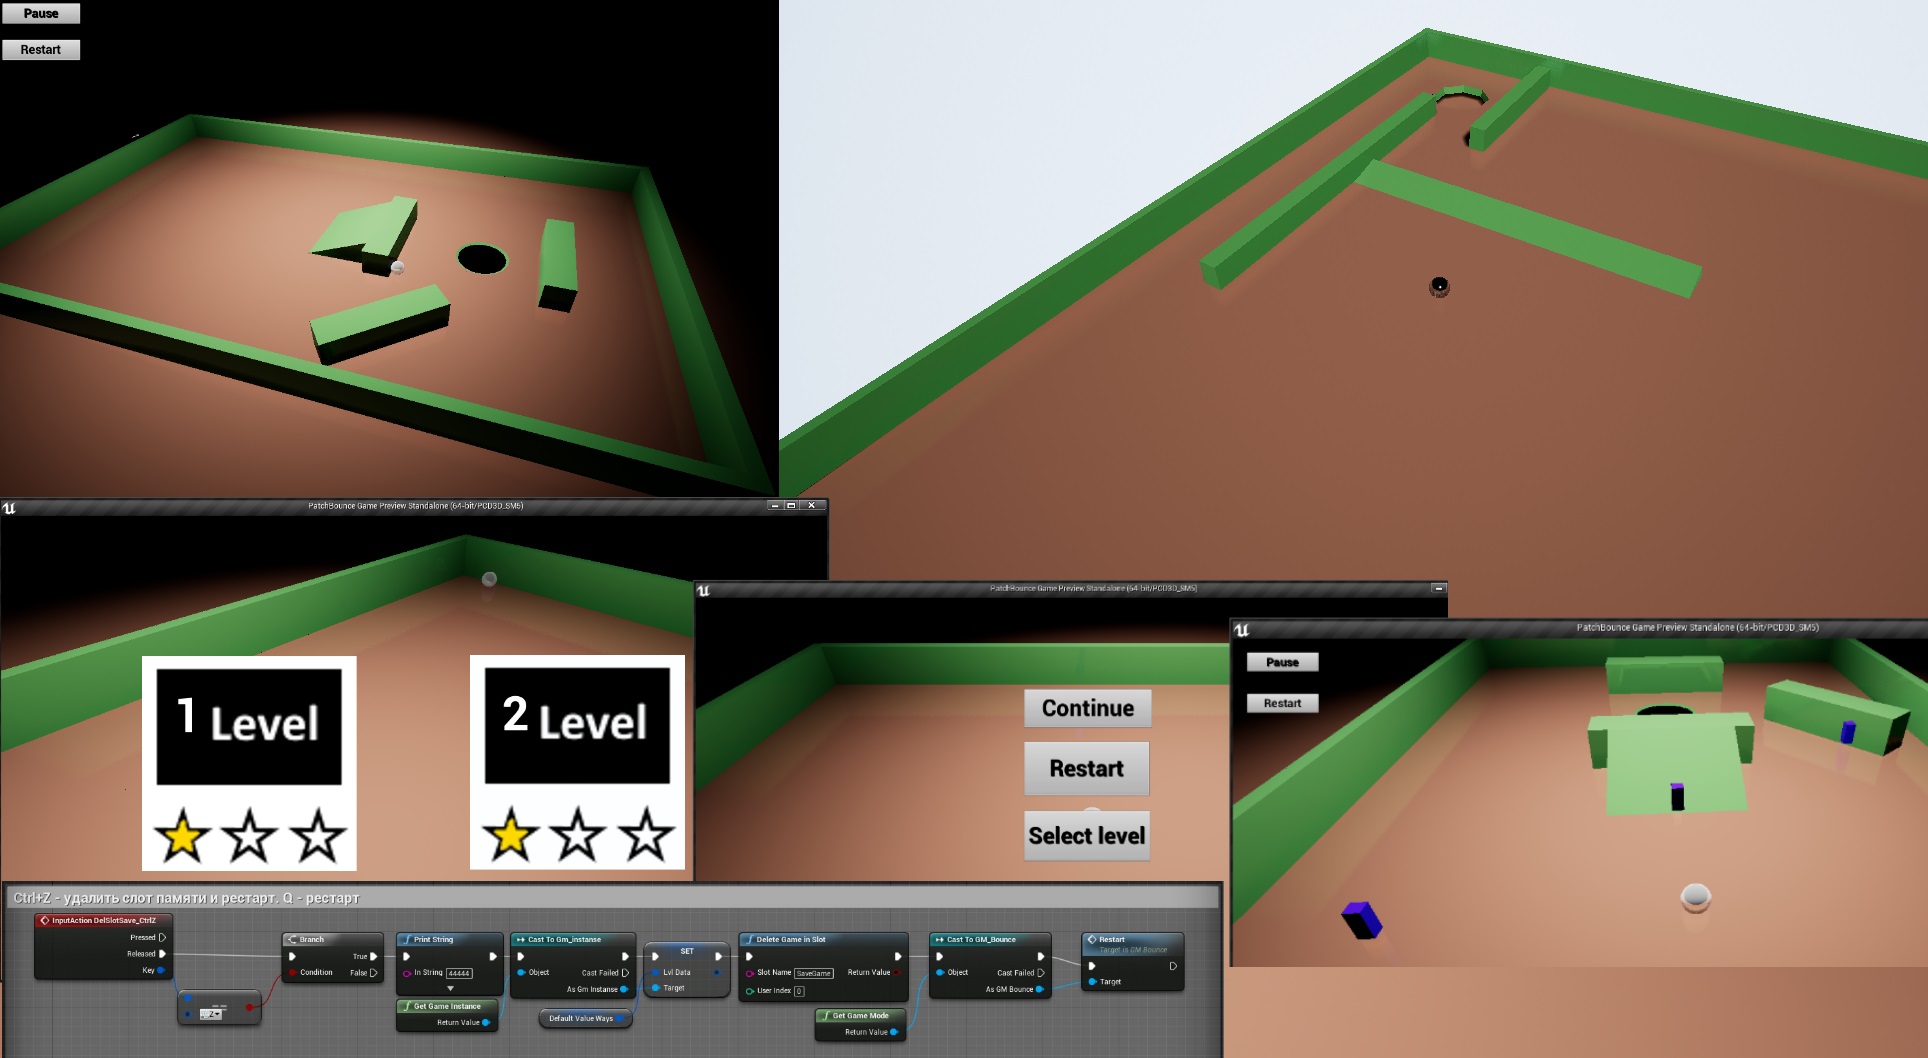 Pause
Restart
PatchBounce Game Preview Standalone (64-bit/PCD3D_SM5)
1 Level
2 Level
PatchBounce Game Preview Standalone (64-bit/PCD3D_SM5)
Continue
Restart
Select level
PatchBounce Game Preview Standalone (64-bit/PCD3D_SM5)
Pause
Restart
Ctrl+Z - удалить слот памяти и рестарт. Q - рестарт
InputAction DelSlotSave_CtrlZ
Pressed
Released
Key
==
Z
Branch
True
Condition
False
Print String
In String 44444
Get Game Instance
Return Value
Cast To Gm_instanse
Object
Cast Failed
As Gm Instanse
SET
Lvl Data
Target
Default Value Ways
Delete Game in Slot
Slot Name SaveGame
Return Value
User Index 0
Get Game Mode
Return Value
Cast To GM_Bounce
Object
Cast Failed
As GM Bounce
Restart
Target is GM Bounce
Target